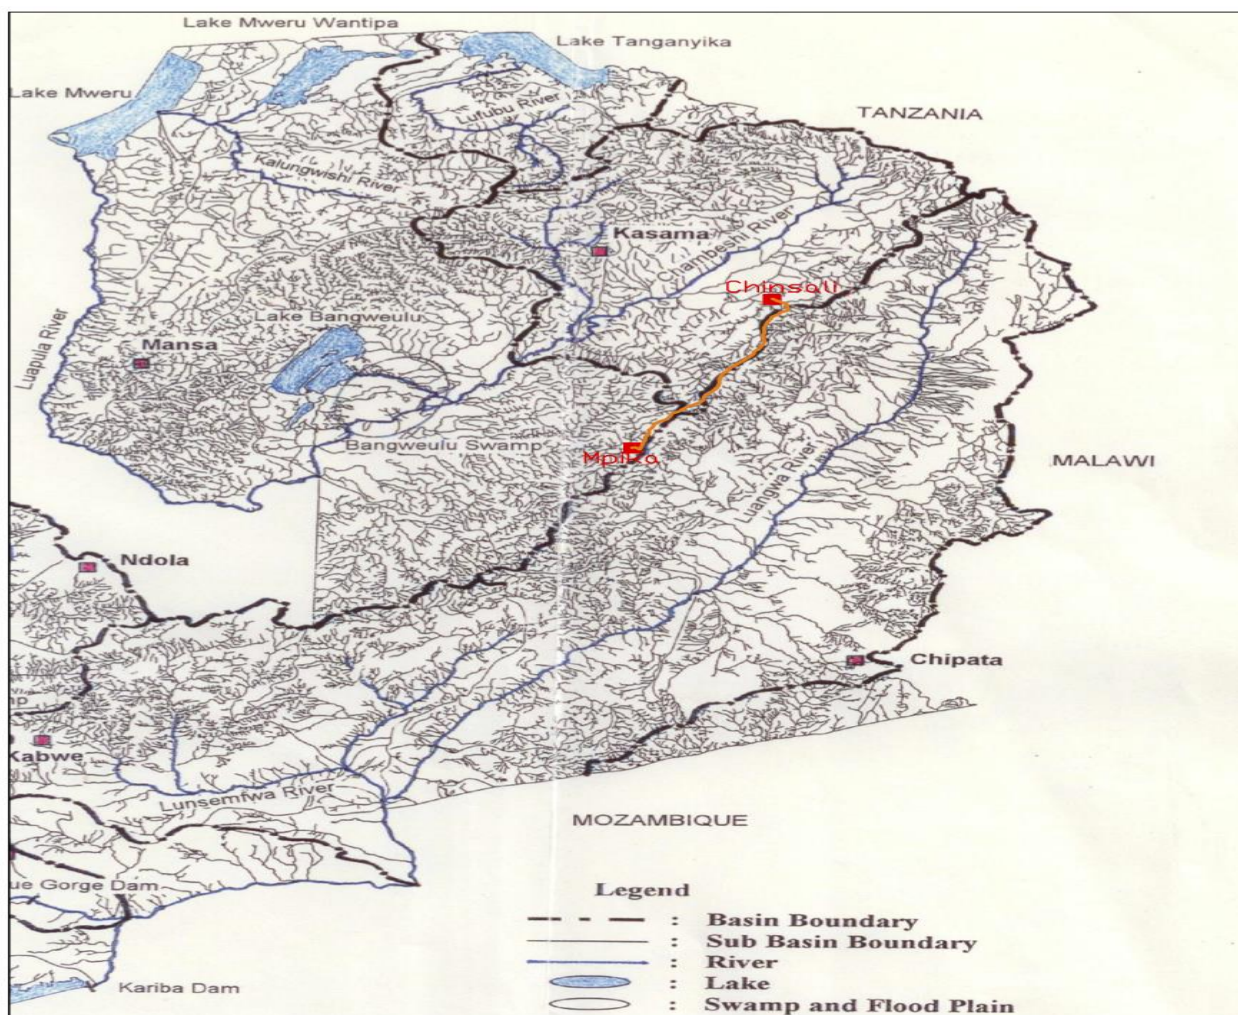 Lake Mweru Wantipa
Lake Tanganyika
Lake Mweru
TANZANIA
Lufubu River
Kalungwishi River
Kasama
Chambeshi River
Chinsali
Lake Bangweulu
Luapula River
Mansa
Bangweulu Swamp
Mpika
MALAWI
Luangwa River
Ndola
Chipata
Kabwe
Lunsemfwa River
MOZAMBIQUE
ue Gorge Dam
Kariba Dam
Legend
: Basin Boundary
: Sub Basin Boundary
: River
: Lake
: Swamp and Flood Plain